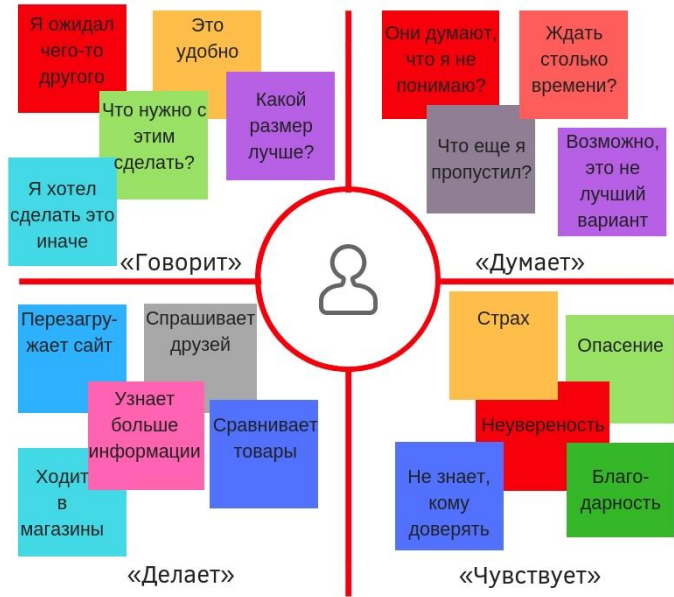 Я ожидал
чего-то
другого
Это
удобно
Что нужно с
этим
сделать?
Какой
размер
лучше?
Я хотел
сделать это
иначе
«Говорит»
Они думают,
что я не
понимаю?
Ждать
столько
времени?
Что еще я
пропустил?
Возможно,
это не
лучший
вариант
«Думает»
Перезагру-
жает сайт
Спрашивает
друзей
Узнает
больше
информации
Сравнивает
товары
Ходит
в
магазины
«Делает»
Страх
Опасение
Неувереность
Не знает,
кому
доверять
Благо-
дарность
«Чувствует»